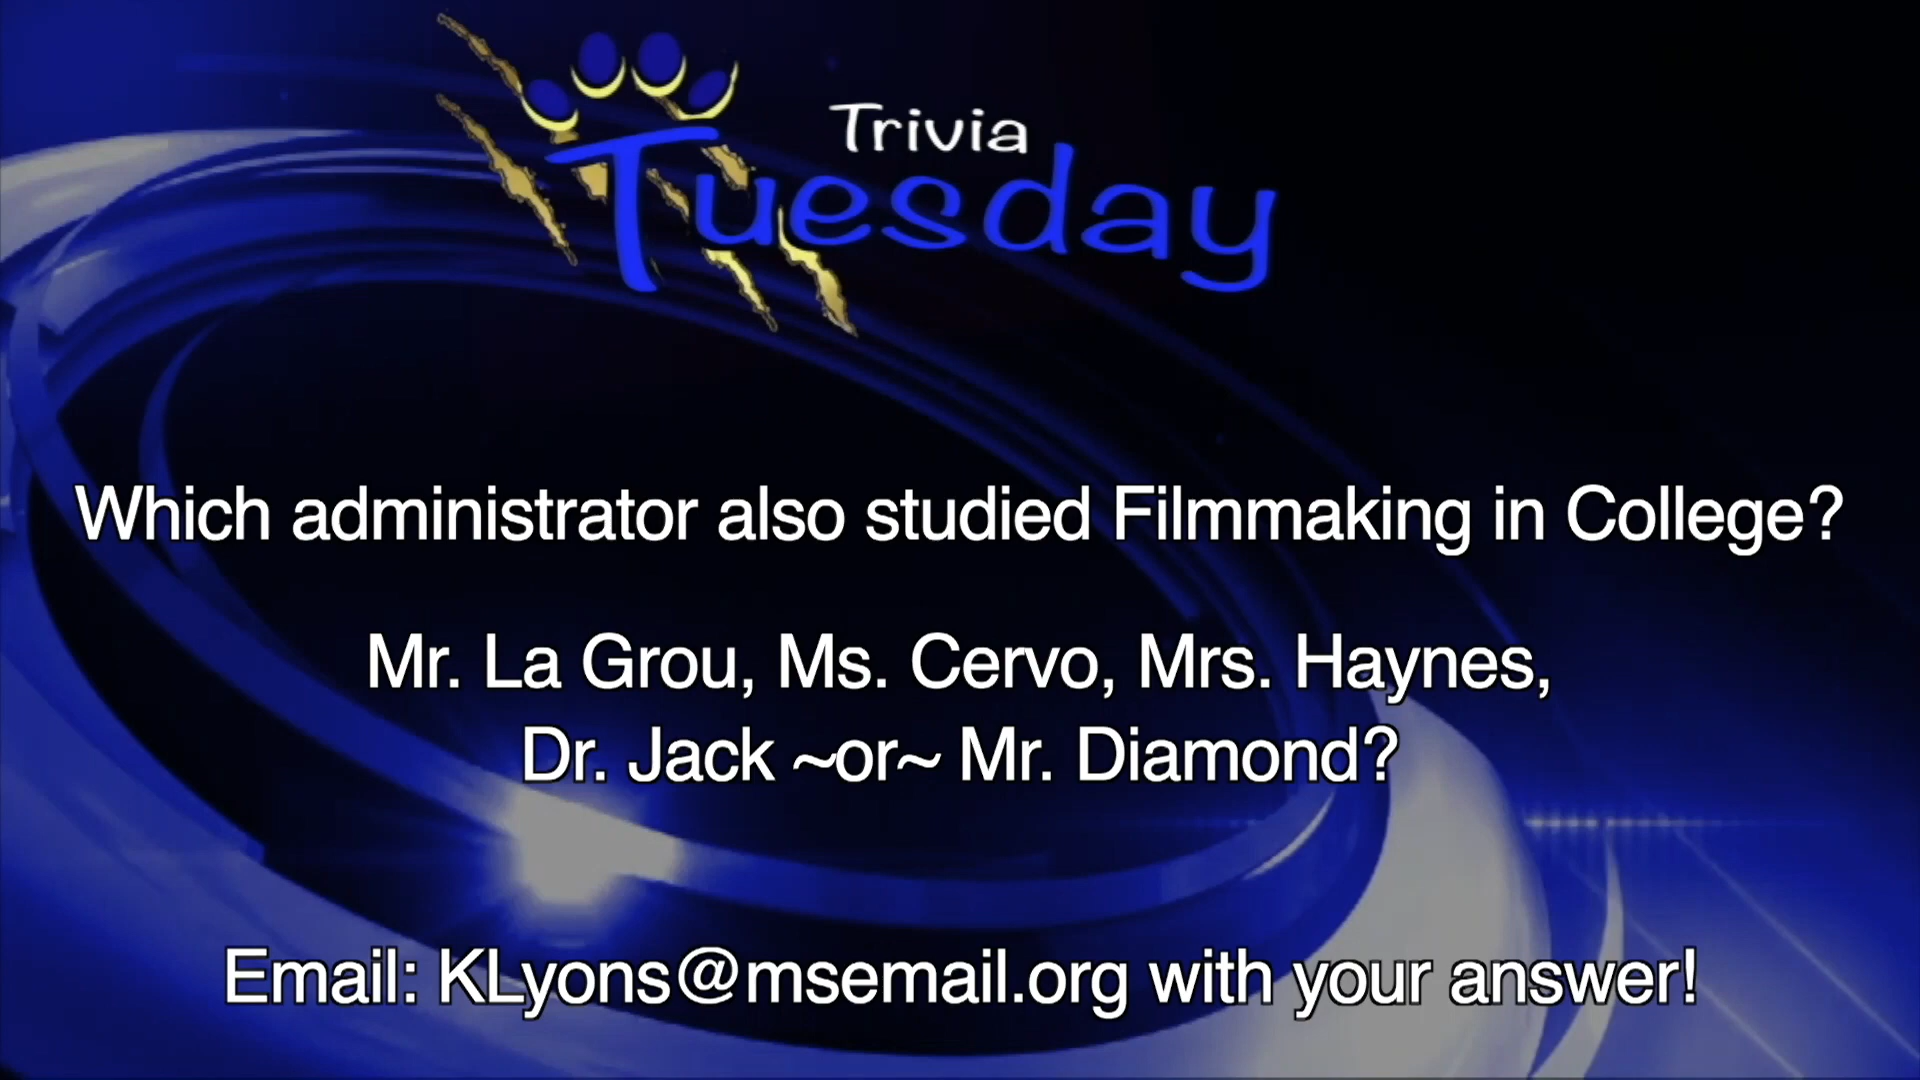 Trivia
Tuesday
Which administrator also studied Filmmaking in College?
Mr. La Grou, Ms. Cervo, Mrs. Haynes,
Dr. Jack ~or~ Mr. Diamond?
Email: KLyons@msemail.org with your answer!